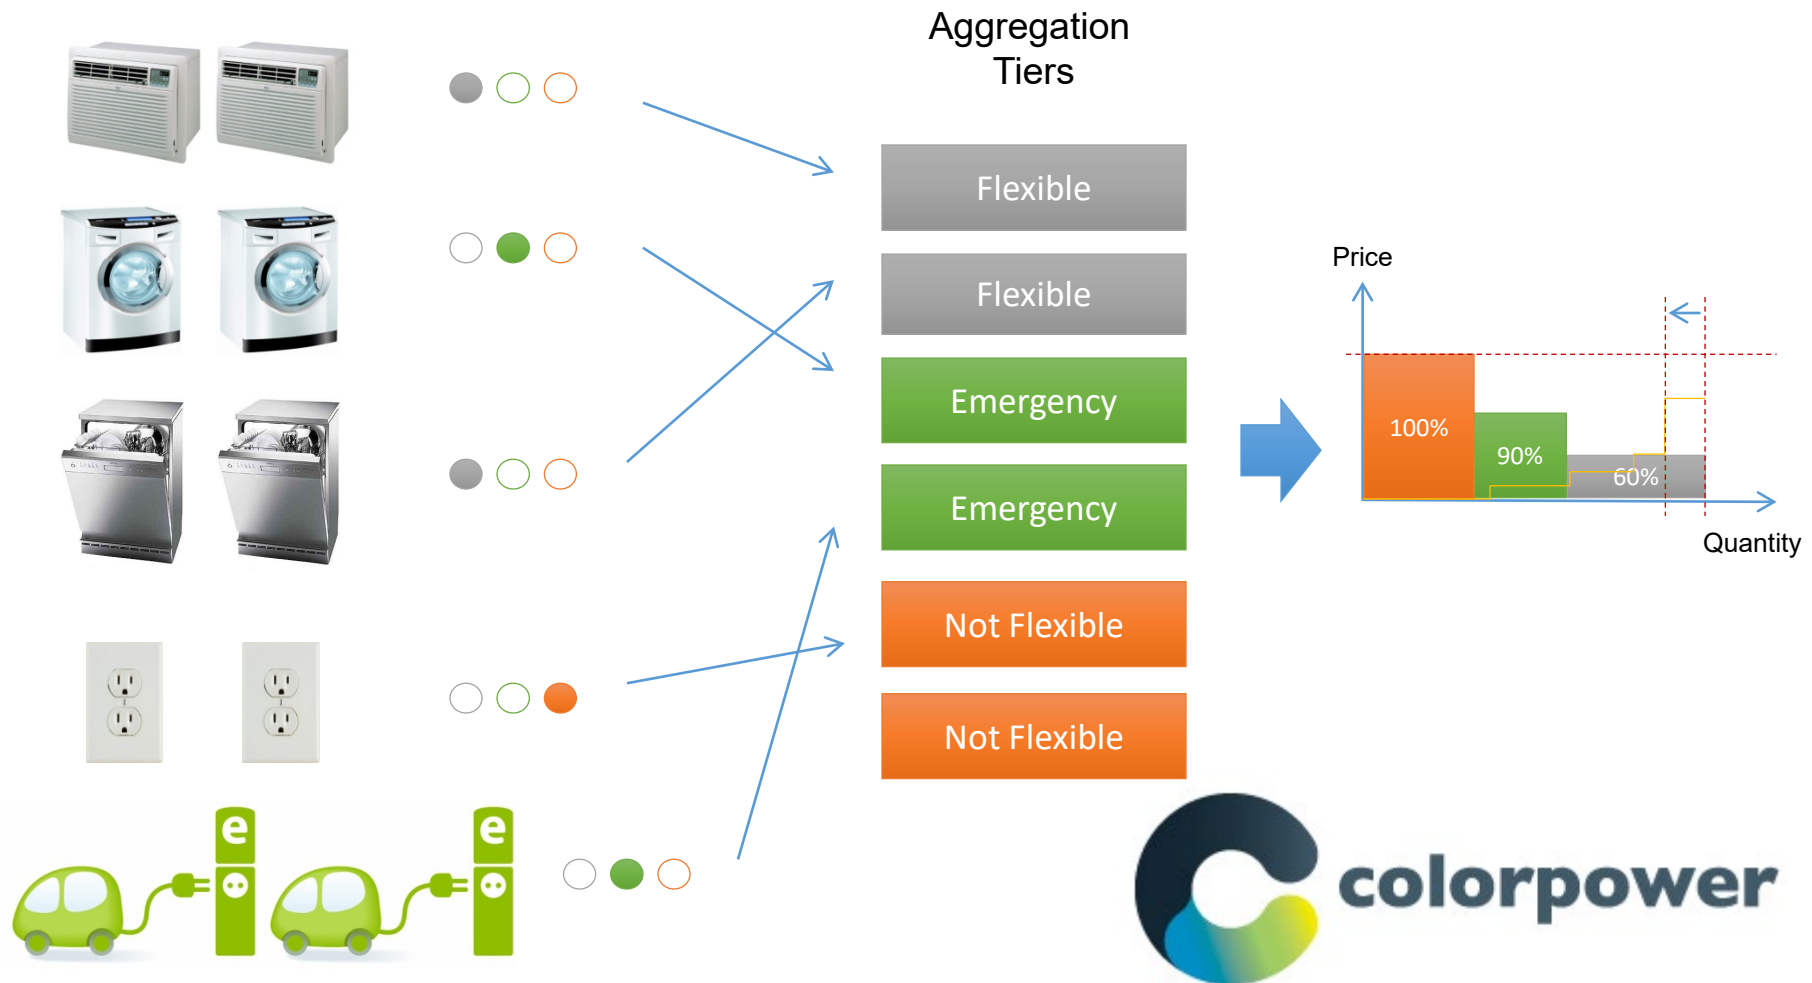 Aggregation
Tiers
Flexible
Flexible
Emergency
Emergency
Not Flexible
Not Flexible
Price
100%
90%
60%
Quantity
e
e
colorpower